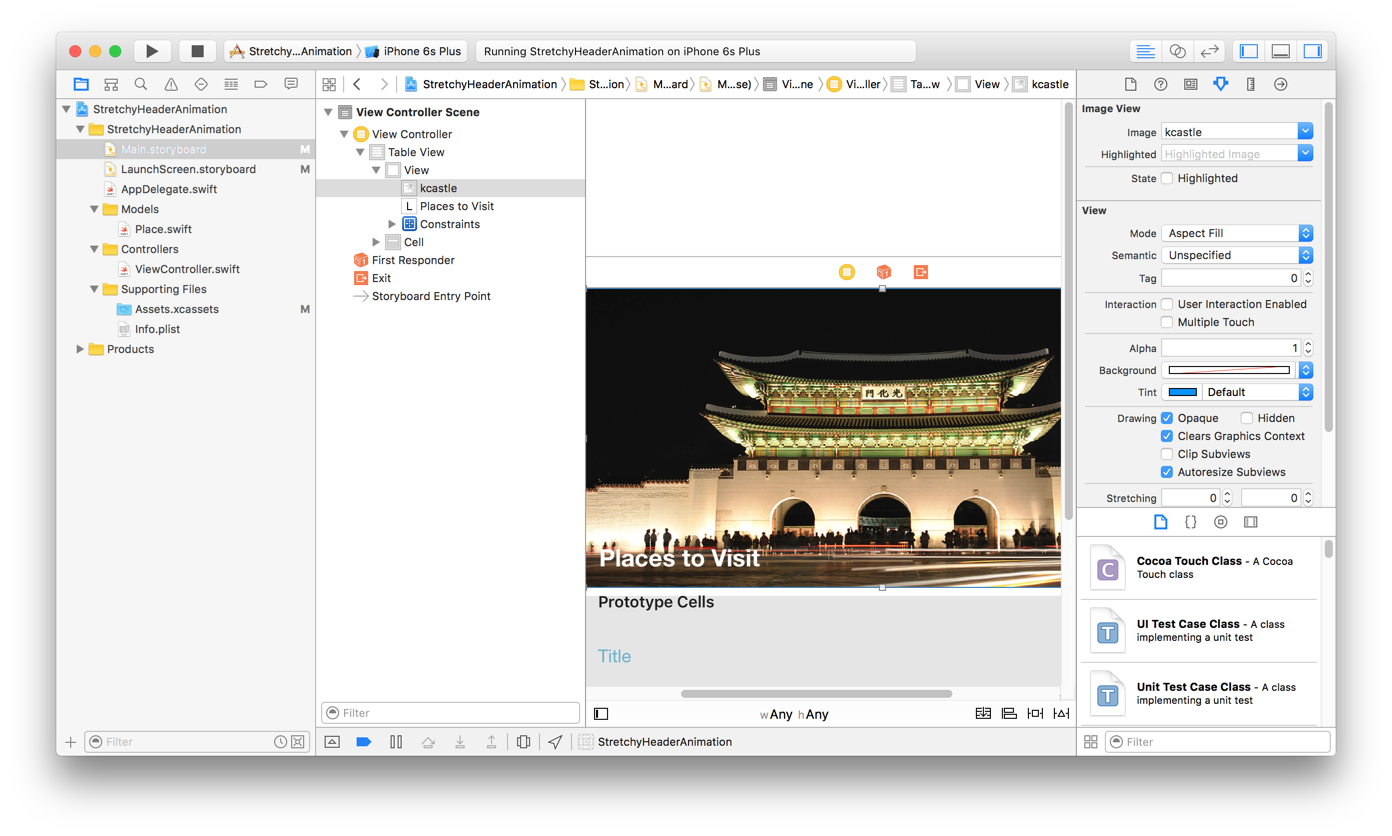 Stretchy...Animation
iPhone 6s Plus
Running StretchyHeaderAnimation on iPhone 6s Plus
StretchyHeaderAnimation
St...ion
M...ard
M...se)
Vi...ne
Vi...ller
Ta...w
View
kcastle
StretchyHeaderAnimation
StretchyHeaderAnimation
Main.storyboard M
LaunchScreen.storyboard M
AppDelegate.swift
Models
Place.swift
Controllers
ViewController.swift
Supporting Files
Assets.xcassets M
Info.plist
Products
Filter
View Controller Scene
View Controller
Table View
View
kcastle
L Places to Visit
Constraints
Cell
First Responder
Exit
Storyboard Entry Point
Filter
門化光
Places to Visit
Prototype Cells
Title
wAny hAny
StretchyHeaderAnimation
Image View
Image kcastle
Highlighted Highlighted Image
State Highlighted
View
Mode Aspect Fill
Semantic Unspecified
Tag 0
Interaction User Interaction Enabled
Multiple Touch
Alpha 1
Background
Tint Default
Drawing Opaque Hidden
Clears Graphics Context
Clip Subviews
Autoresize Subviews
Stretching 0 0
{}
C
Cocoa Touch Class - A Cocoa
Touch class
T
UI Test Case Class - A class
implementing a unit test
T
Unit Test Case Class - A class
implementing a unit test
Filter